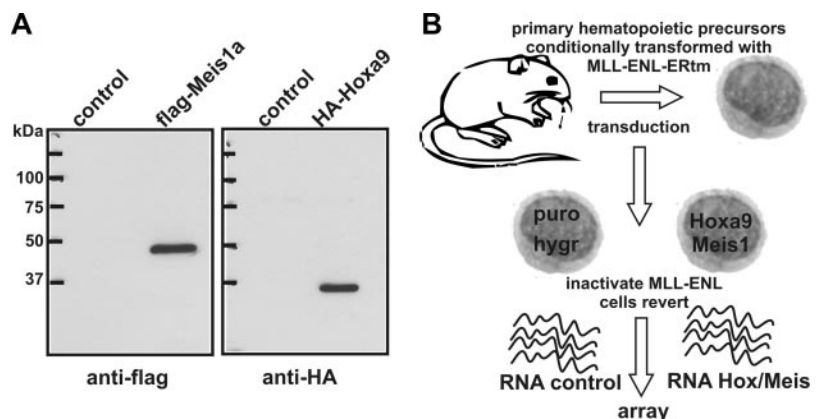 A
control
flag-Meis1a
control
HA-Hoxa9
kDa
100
75
50
37
anti-flag
anti-HA
B
primary hematopoietic precursors
conditionally transformed with
MLL-ENL-ERtm
transduction
puro
hygr
Hoxa9
Meis1
inactivate MLL-ENL
cells revert
RNA control
RNA Hox/Meis
array